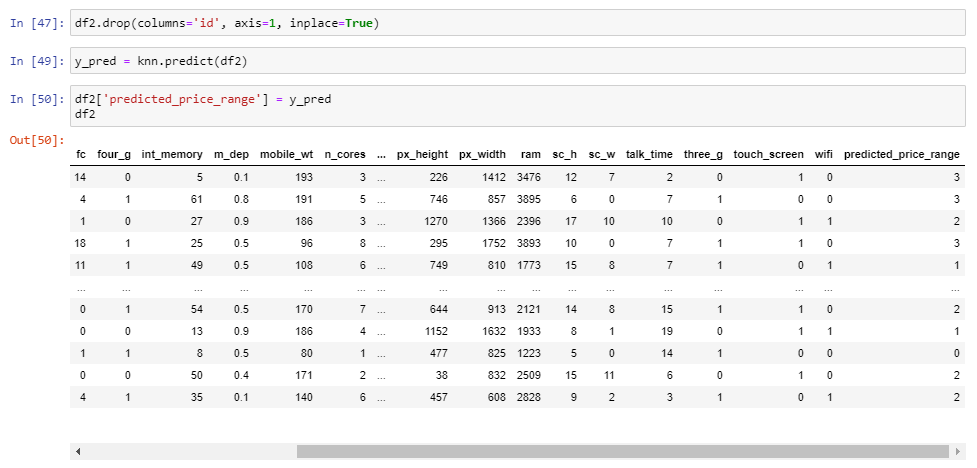 In [47]: df2.drop(columns='id', axis=1, inplace=True)
In [49]: y_pred = knn.predict(df2)
In [50]: df2['predicted_price_range'] = y_pred
df2
Out[50]:
fc four_g int_memory m_dep mobile_wt n_cores ... px_height px_width ram sc_h sc_w talk_time three_g touch_screen wifi predicted_price_range
14 0 5 0.1 193 3 ... 226 1412 3476 12 7 2 0 1 0 3
4 1 61 0.8 191 5 ... 746 857 3895 6 0 7 1 0 0 3
1 0 27 0.9 186 3 ... 1270 1366 2396 17 10 10 0 1 1 2
18 1 25 0.5 96 8 ... 295 1752 3893 10 0 7 1 1 0 3
11 1 49 0.5 108 6 ... 749 810 1773 15 8 7 1 0 1 1
... ... ... ... ... ... ... ... ... ... ... ... ... ... ... ... ...
0 1 54 0.5 170 7 ... 644 913 2121 14 8 15 1 1 0 2
0 0 13 0.9 186 4 ... 1152 1632 1933 8 1 19 0 1 1 1
1 1 8 0.5 80 1 ... 477 825 1223 5 0 14 1 0 0 0
0 0 50 0.4 171 2 ... 38 832 2509 15 11 6 0 1 0 2
4 1 35 0.1 140 6 ... 457 608 2828 9 2 3 1 0 1 2